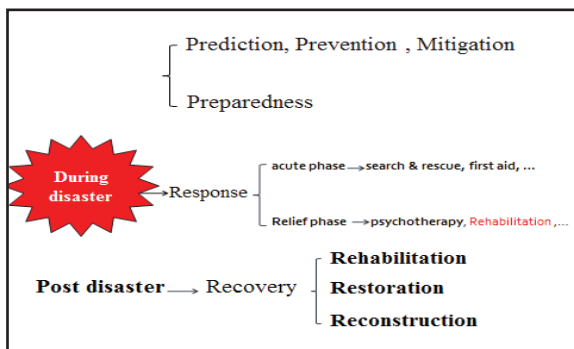 Prediction, Prevention , Mitigation
Preparedness
During
disaster
Response
acute phase → search & rescue, first aid, ...
Relief phase → psychotherapy, Rehabilitation ,...
Post disaster → Recovery
Rehabilitation
Restoration
Reconstruction